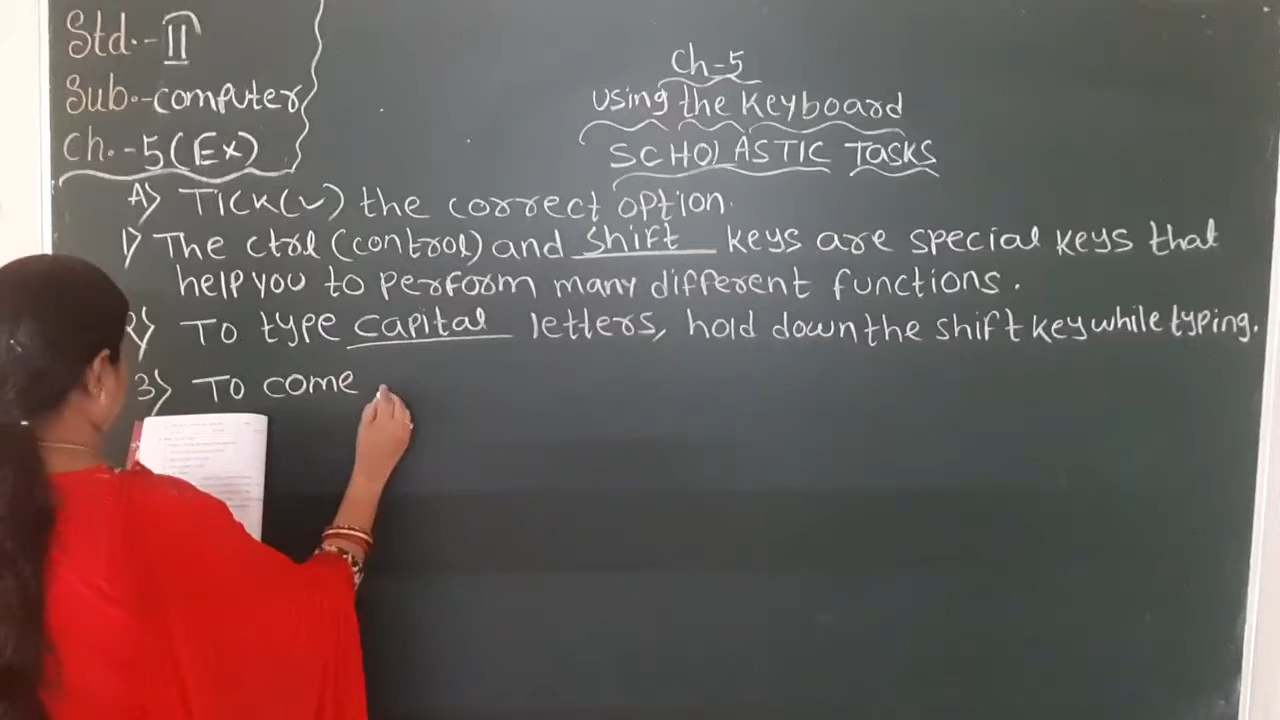 Std.-II
Sub.-computer
Ch.-5(Ex)
Ch-5
using the Keyboard
SCHOLASTIC TASKS
A) TICK(✓) the correct option.
1) The ctrl (control) and shift keys are special keys that
help you to perform many different functions.
2) To type capital letters, hold down the shift key while typing.
3) To come